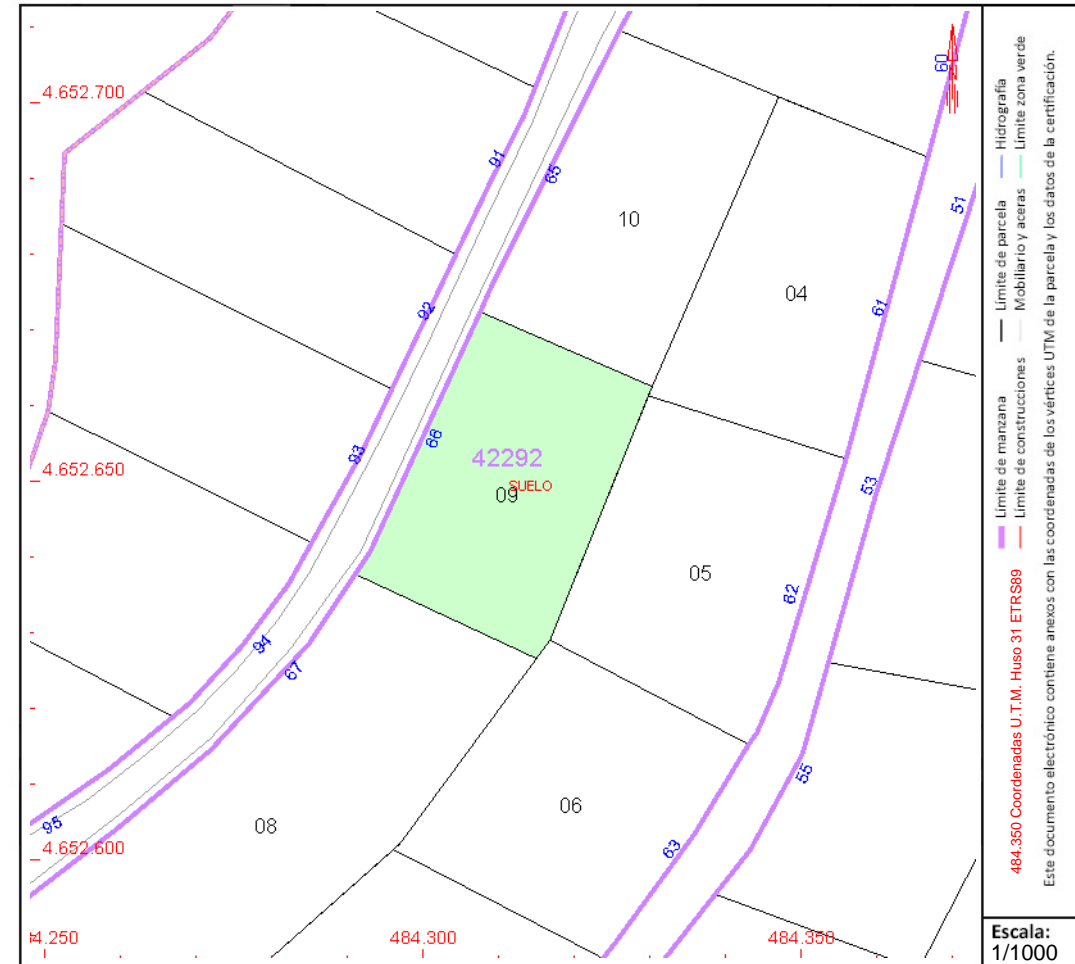 4.652.700
60
91
65
51
10
04
92
61
66
93
42292
4.652.650
SUELO
09
53
05
62
94
67
55
06
95
08
63
4.652.600
4.250
484.300
484.350
Hidrografía
Límite zona verde
Límite de parcela
Mobiliario y aceras
Límite de manzana
Límite de construcciones
484.350 Coordenadas U.T.M. Huso 31 ETRS89
Este documento electrónico contiene anexos con las coordenadas de los vértices UTM de la parcela y los datos de la certificación.
Escala:
1/1000